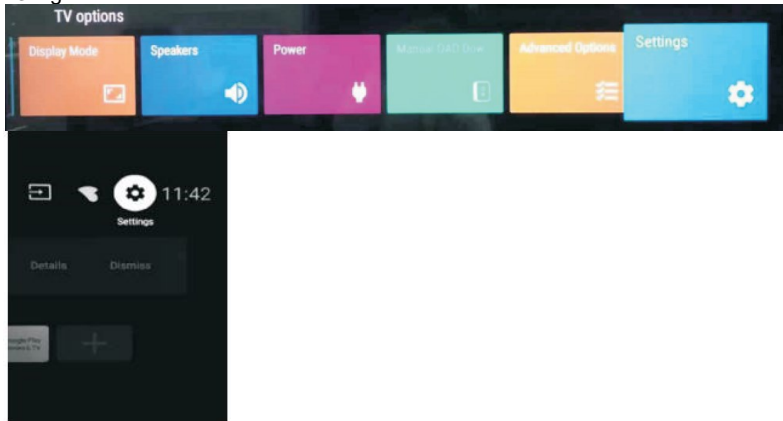 TV options
Display Mode
Speakers
Power
Advanced Options
Settings
11:42
Settings
Details
Dismiss